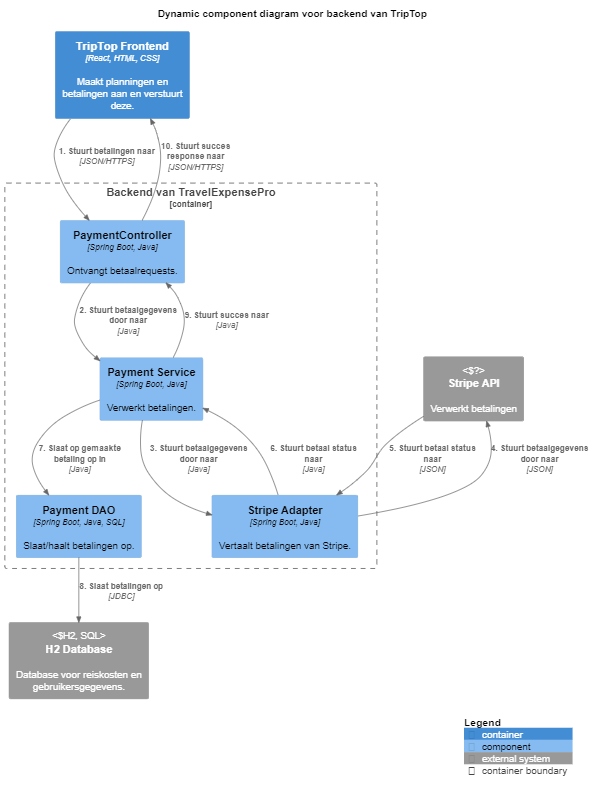 Dynamic component diagram voor backend van TripTop
TripTop Frontend
[React, HTML, CSS]
Maakt planningen en
betalingen aan en verstuurt
deze.
1. Stuurt betalingen naar
[JSON/HTTPS]
10. Stuurt succes
response naar
[JSON/HTTPS]
Backend van TravelExpensePro
[container]
PaymentController
[Spring Boot, Java]
Ontvangt betaalrequests.
2. Stuurt betaalgegevens
door naar
[Java]
9. Stuurt succes naar
[Java]
Payment Service
[Spring Boot, Java]
Verwerkt betalingen.
<$?>
Stripe API
Verwerkt betalingen
7. Slaat op gemaakte
betaling op in
[Java]
3. Stuurt betaalgegevens
door naar
[Java]
6. Stuurt betaal status
naar
[Java]
5. Stuurt betaal status
naar
[JSON]
4. Stuurt betaalgegevens
door naar
[JSON]
Payment DAO
[Spring Boot, Java, SQL]
Slaat/haalt betalingen op.
Stripe Adapter
[Spring Boot, Java]
Vertaalt betalingen van Stripe.
8. Slaat betalingen op
[JDBC]
<$H2, SQL>
H2 Database
Database voor reiskosten en
gebruikersgegevens.
Legend
container
component
external system
container boundary